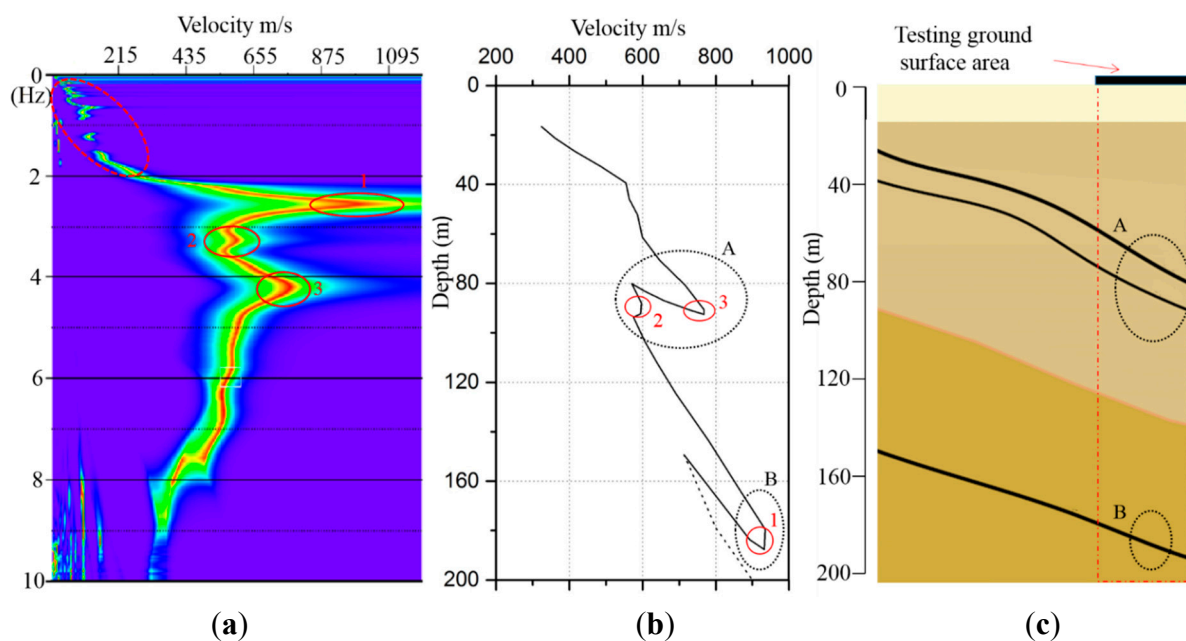 Velocity m/s
215 435 655 875 1095
0
(Hz)
2
4
6
8
10
1
2
3
(a)
Velocity m/s
200 400 600 800 1000
Depth (m)
0
40
80
120
160
200
A
2
3
B
1
(b)
Testing ground
surface area
Depth (m)
0
40
80
120
160
200
A
B
(c)